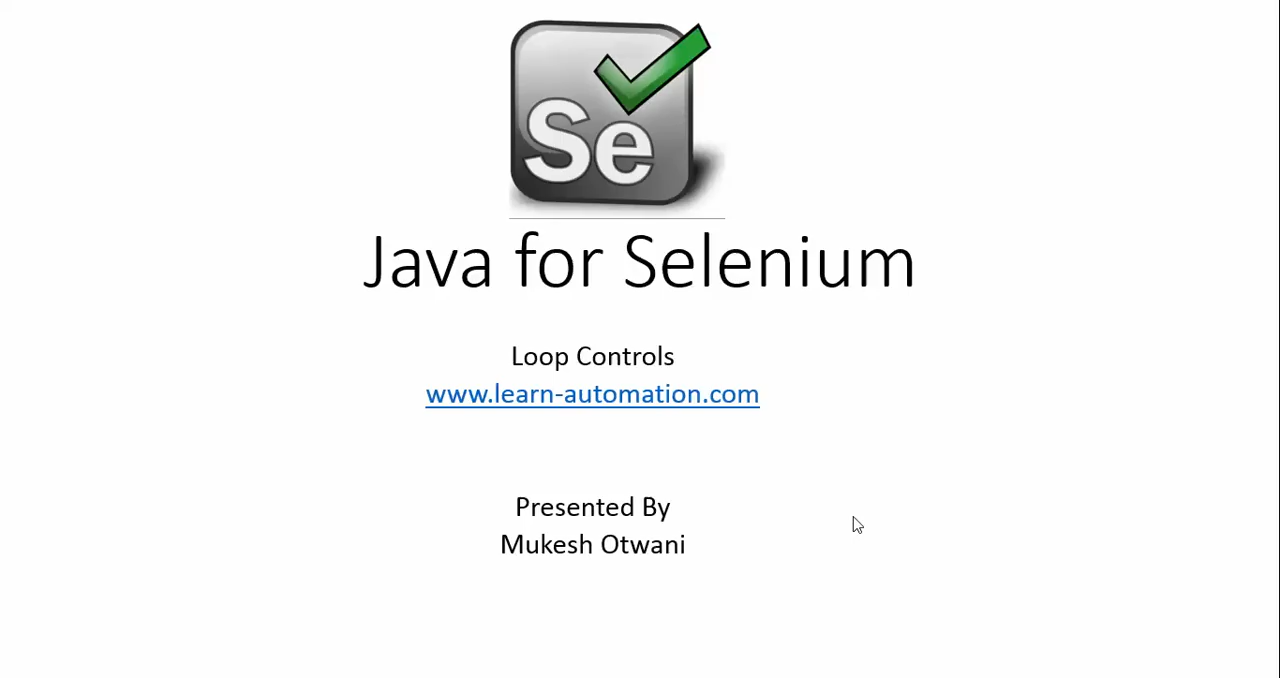 Se
Java for Selenium
Loop Controls
www.learn-automation.com
Presented By
Mukesh Otwani